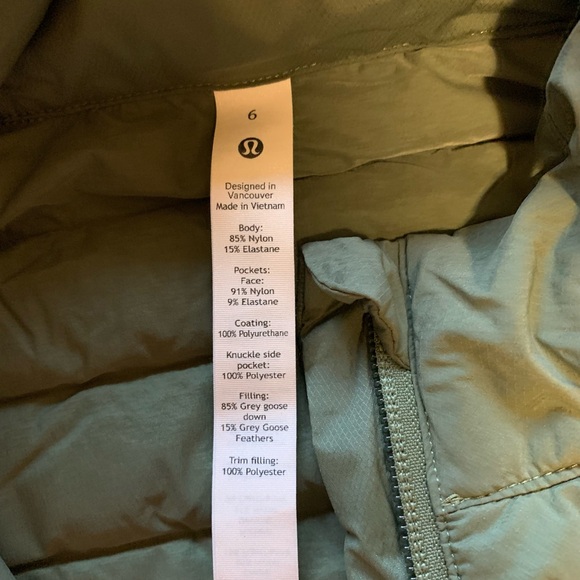 6
Designed in
Vancouver
Made in Vietnam
Body:
85% Nylon
15% Elastane
Pockets:
Face:
91% Nylon
9% Elastane
Coating:
100% Polyurethane
Knuckle side
pocket:
100% Polyester
Filling:
85% Grey goose
down
15% Grey Goose
Feathers
Trim filling:
100% Polyester